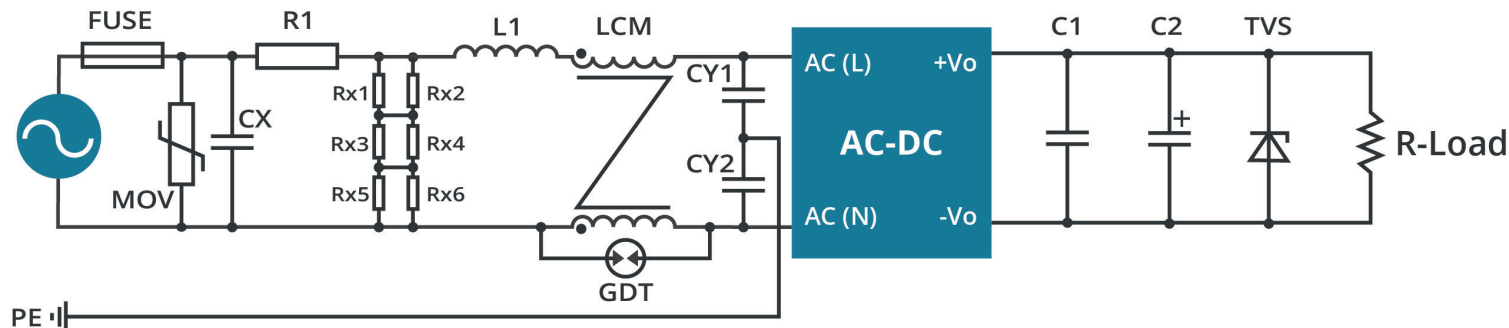 FUSE
R1
L1
LCM
C1
C2
TVS
CY1
AC (L)
+Vo
Rx1
Rx2
CX
Rx3
Rx4
AC-DC
+
R-Load
CY2
MOV
Rx5
Rx6
AC (N)
-Vo
GDT
PE